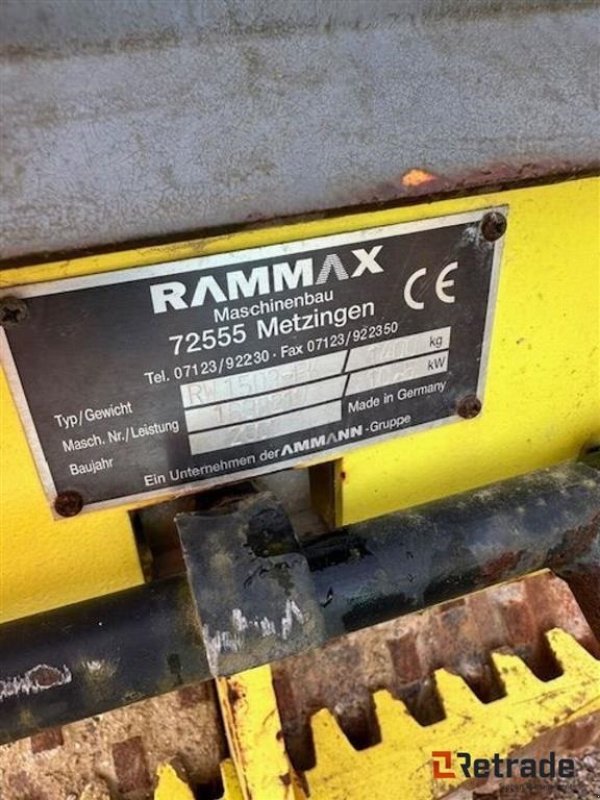 RAMMAX
Maschinenbau
72555 Metzingen
CE
Tel. 07123/92230 · Fax 07123/922350
Typ/Gewicht kg
Masch. Nr./Leistung kW
Baujahr Made in Germany
Ein Unternehmen der AMMANN-Gruppe
Retrade